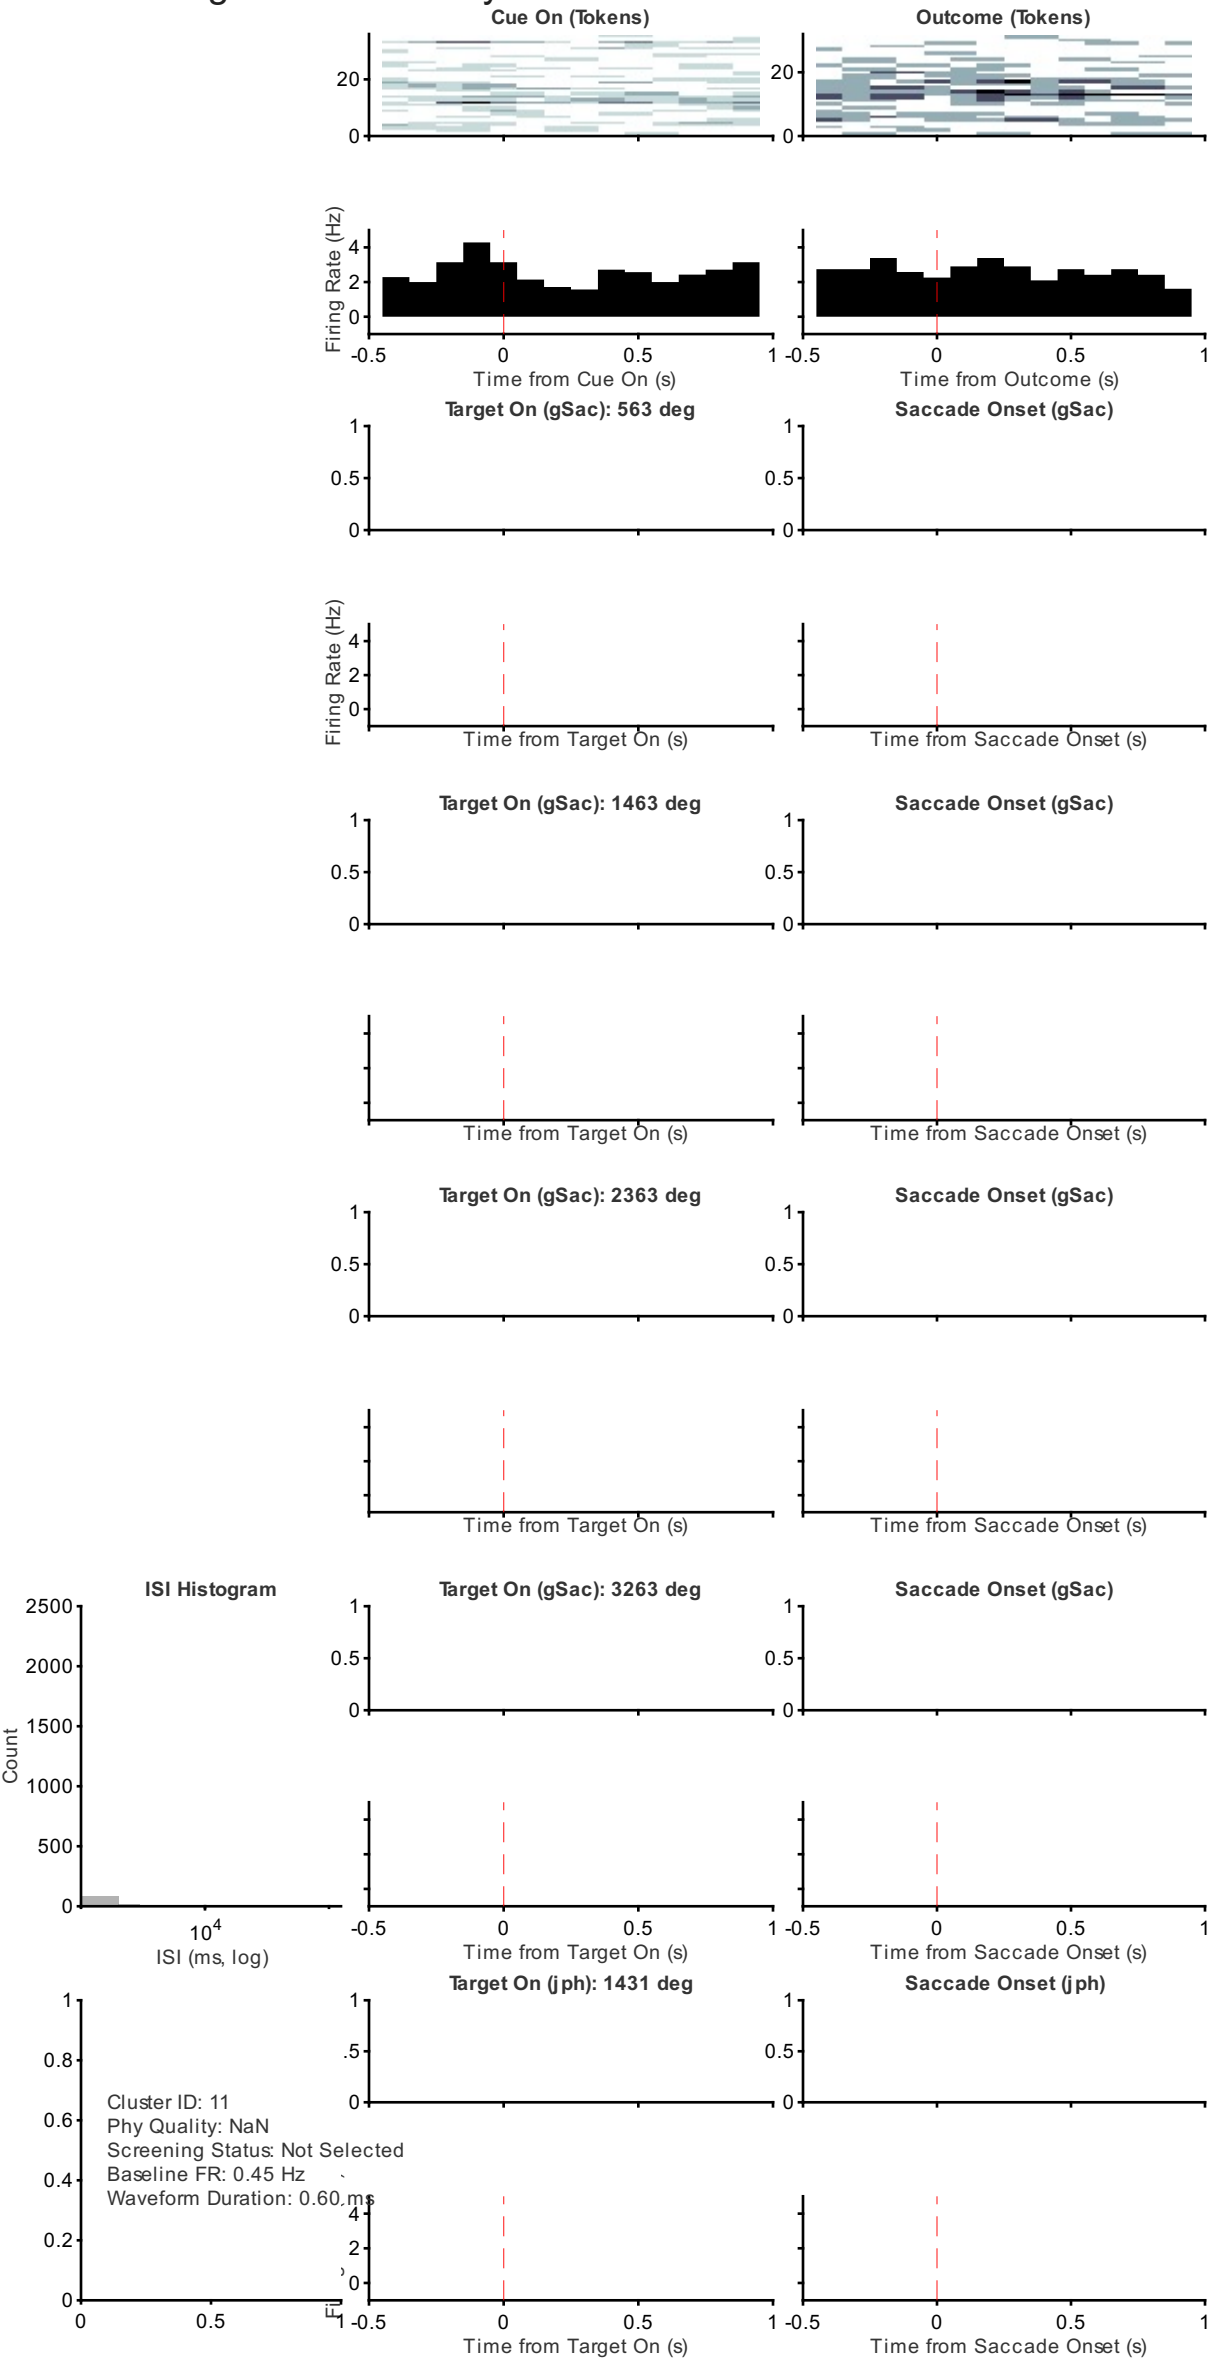 Cue On (Tokens)
Outcome (Tokens)
20
0
20
0
Firing Rate (Hz)
4
2
0
-0.5 0 0.5 1
Time from Cue On (s)
-0.5 0 0.5 1
Time from Outcome (s)
Target On (gSac): 563 deg
Saccade Onset (gSac)
1
0.5
0
1
0.5
0
Firing Rate (Hz)
4
2
0
Time from Target On (s)
Time from Saccade Onset (s)
Target On (gSac): 1463 deg
Saccade Onset (gSac)
1
0.5
0
1
0.5
0
Time from Target On (s)
Time from Saccade Onset (s)
Target On (gSac): 2363 deg
Saccade Onset (gSac)
1
0.5
0
1
0.5
0
Time from Target On (s)
Time from Saccade Onset (s)
ISI Histogram
2500
2000
1500
1000
500
0
Count
10^4
ISI (ms, log)
Target On (gSac): 3263 deg
Saccade Onset (gSac)
1
0.5
0
1
0.5
0
-0.5 0 0.5 1
Time from Target On (s)
-0.5 0 0.5 1
Time from Saccade Onset (s)
1
0.8
0.6
0.4
0.2
0
0 0.5 1
Cluster ID: 11
Phy Quality: NaN
Screening Status: Not Selected
Baseline FR: 0.45 Hz
Waveform Duration: 0.60 ms
Target On (jph): 1431 deg
Saccade Onset (jph)
1
.5
0
1
0.5
0
4
2
0
-0.5 0 0.5 1
Time from Target On (s)
-0.5 0 0.5 1
Time from Saccade Onset (s)